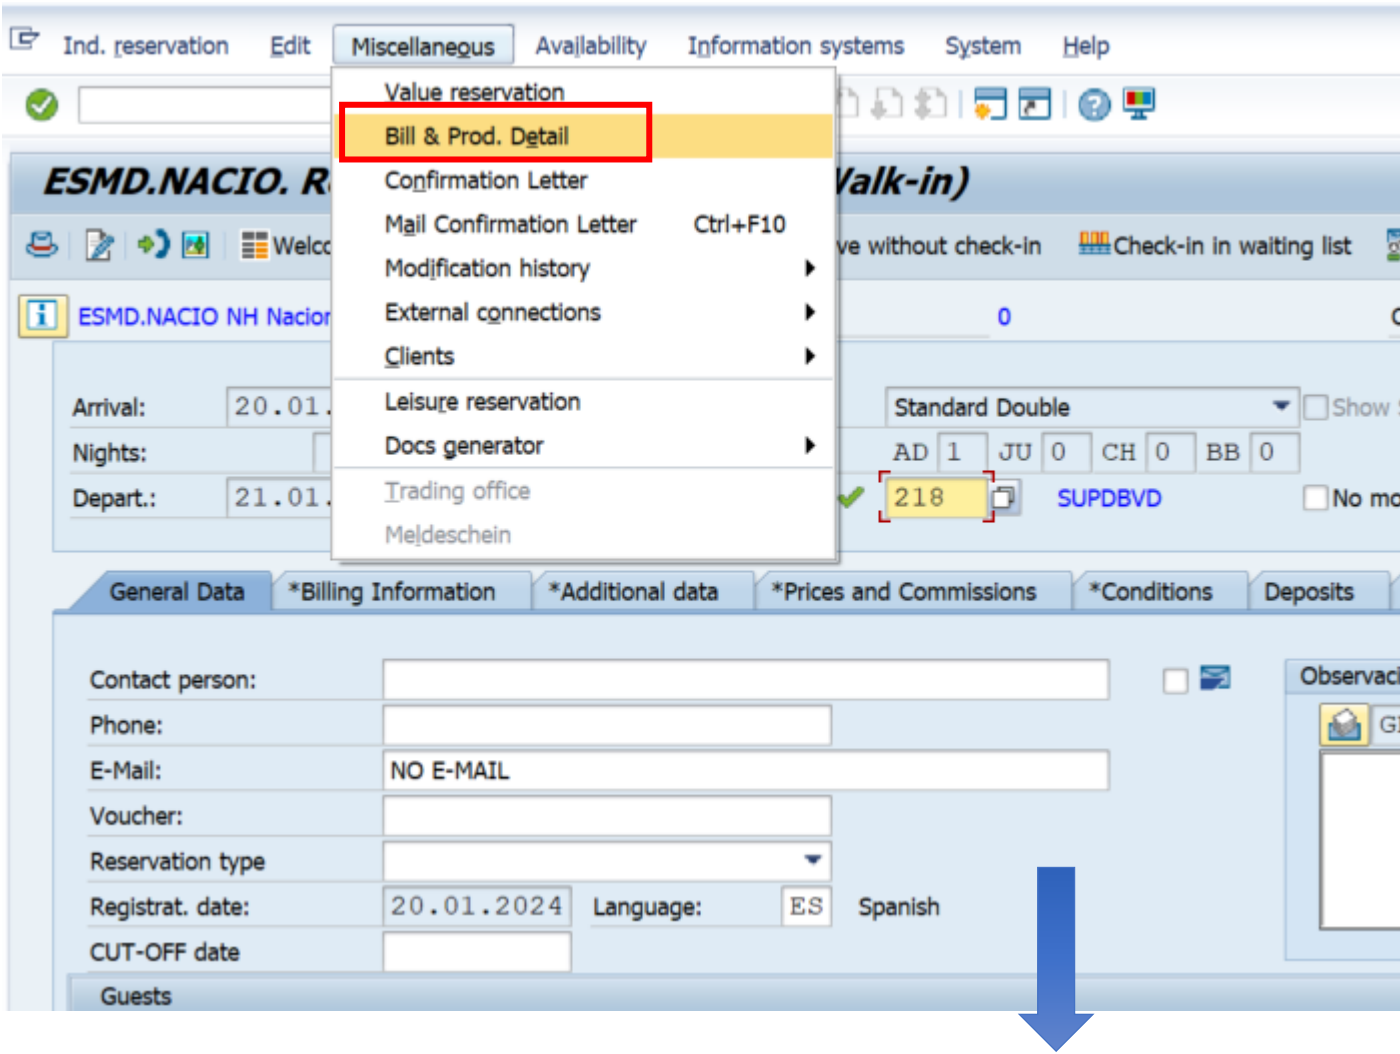 Ind. reservation Edit Miscellaneous Availability Information systems System Help
Value reservation
Bill & Prod. Detail
Confirmation Letter
Mail Confirmation Letter Ctrl+F10
Modification history
External connections
Clients
Leisure reservation
Docs generator
Trading office
Meldeschein
ESMD.NACIO. R Walk-in)
Welco ve without check-in Check-in in waiting list
ESMD.NACIO NH Nacion 0
Arrival: 20.01. Standard Double Show
Nights: AD 1 JU 0 CH 0 BB 0
Depart.: 21.01. 218 SUPDBVD No mo
General Data *Billing Information *Additional data *Prices and Commissions *Conditions Deposits
Contact person: Observaci
Phone:
E-Mail: NO E-MAIL
Voucher:
Reservation type
Registrat. date: 20.01.2024 Language: ES Spanish
CUT-OFF date
Guests